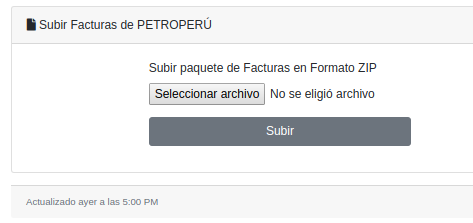 Subir Facturas de PETROPERÚ
Subir paquete de Facturas en Formato ZIP
Seleccionar archivo No se eligió archivo
Subir
Actualizado ayer a las 5:00 PM